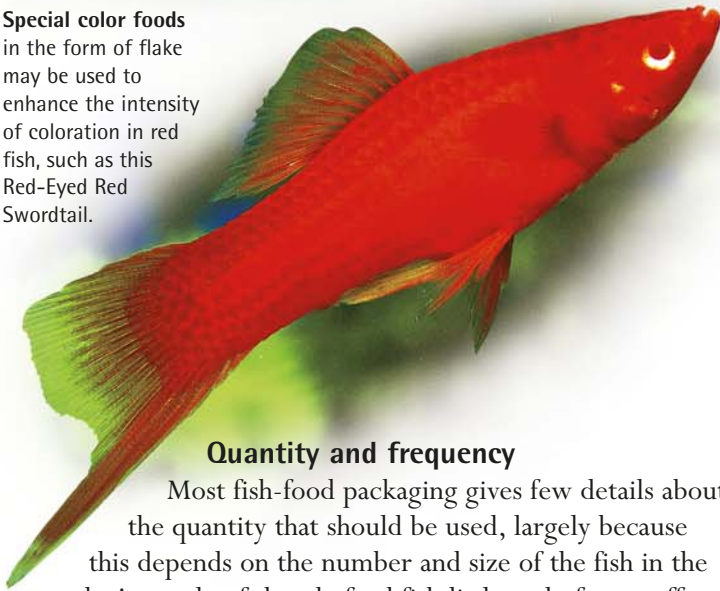 Special color foods
in the form of flake
may be used to
enhance the intensity
of coloration in red
fish, such as this
Red-Eyed Red
Swordtail.
Quantity and frequency
Most fish-food packaging gives few details about
the quantity that should be used, largely because
this depends on the number and size of the fish in the